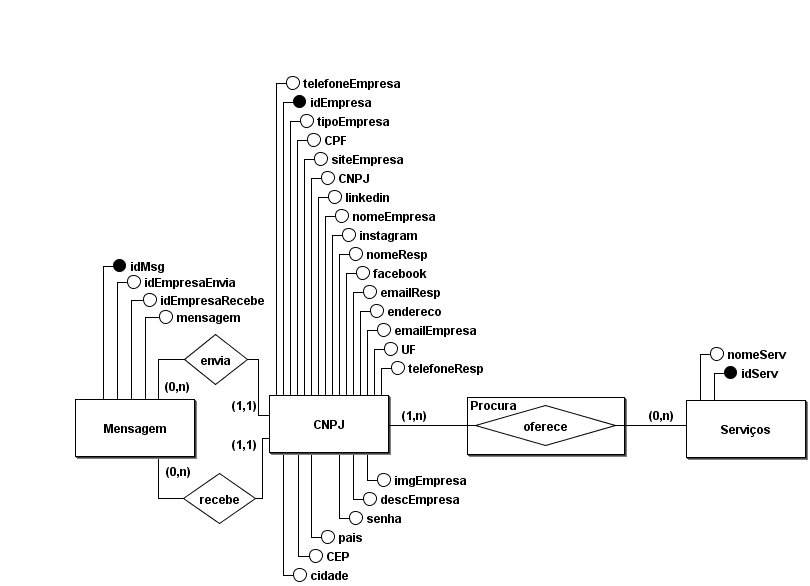 telefoneEmpresa
idEmpresa
tipoEmpresa
CPF
siteEmpresa
CNPJ
linkedin
nomeEmpresa
instagram
nomeResp
facebook
emailResp
endereco
emailEmpresa
UF
telefoneResp
idMsg
idEmpresaEnvia
idEmpresaRecebe
mensagem
envia
(0,n)
(1,1)
Mensagem
CNPJ
(1,1)
(0,n)
recebe
(1,n)
Procura
oferece
(0,n)
nomeServ
idServ
Serviços
imgEmpresa
descEmpresa
senha
pais
CEP
cidade